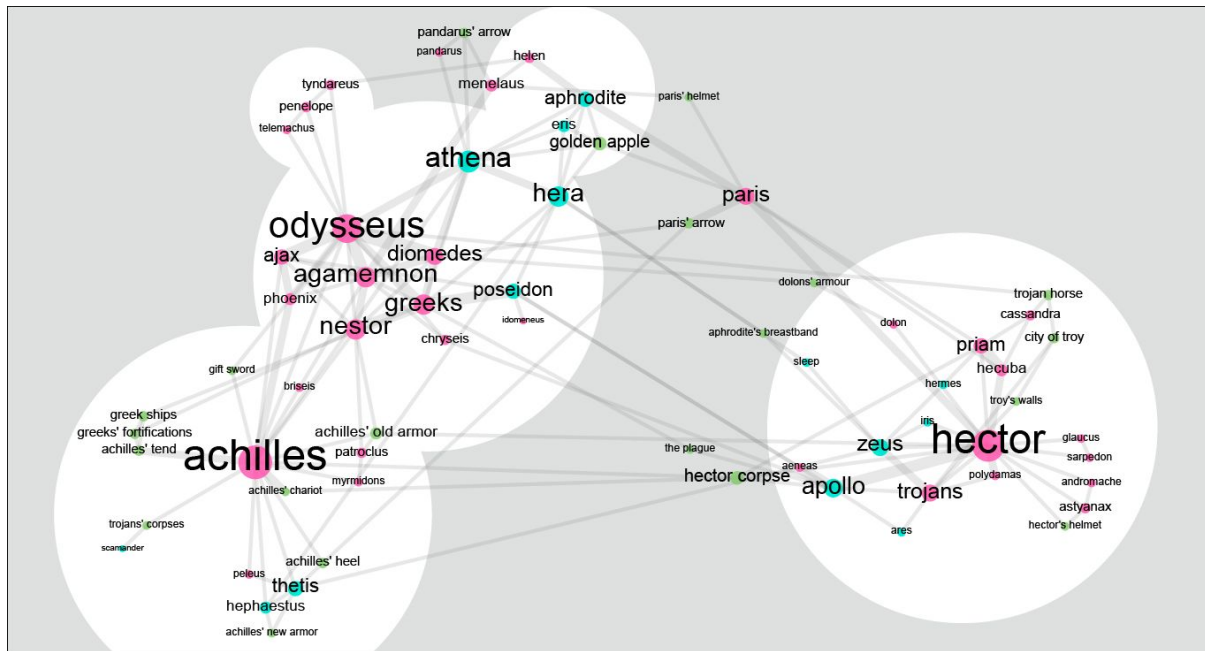 pandarus' arrow
pandarus
helen
tyndareus
menelaus
aphrodite
paris' helmet
penelope
telemachus
eris
golden apple
athena
hera
paris
odysseus
paris' arrow
ajax
diomedes
agamemnon
phoenix
greeks
poseidon
dolons' armour
trojan horse
idomeneus
cassandra
nestor
chryseis
dolon
aphrodite's breastband
city of troy
priam
sleep
hecuba
gift sword
briseis
hermes
troy's walls
greek ships
iris
greeks' fortifications
achilles' old armor
achilles' tend
patroclus
achilles
the plague
zeus
hector
glaucus
aeneas
sarpedon
hector corpse
polydamas
myrmidons
andromache
achilles' chariot
apollo
trojans
astyanax
trojans' corpses
ares
hector's helmet
scamander
achilles' heel
peleus
thetis
hephaestus
achilles' new armor